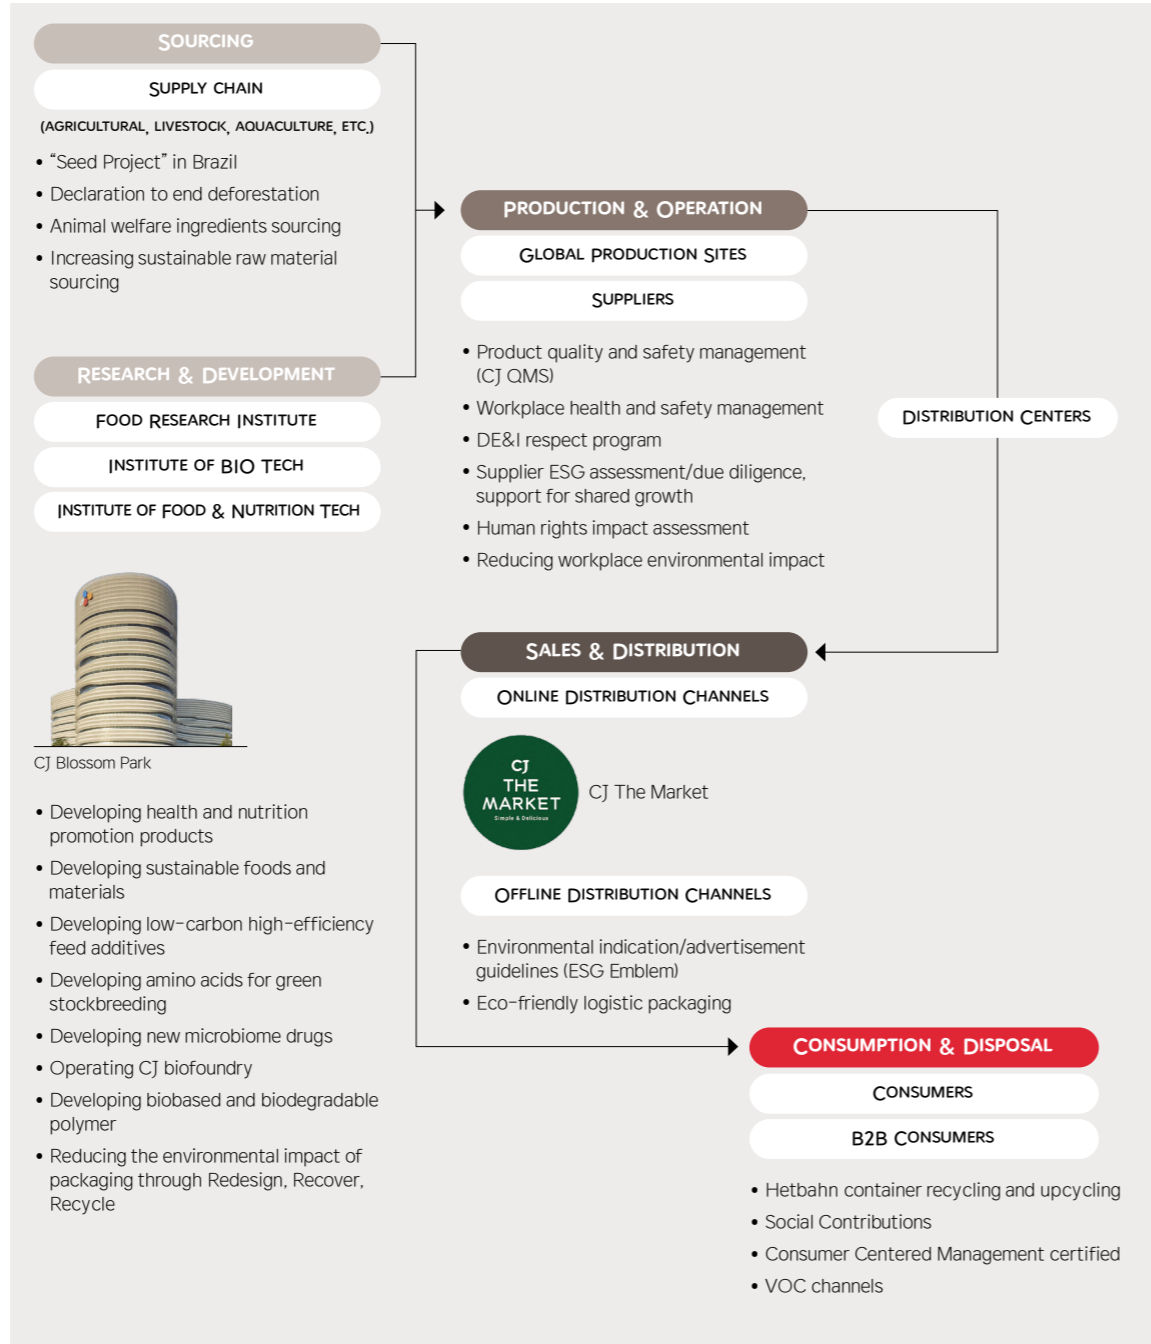 SOURCING
SUPPLY CHAIN
(AGRICULTURAL, LIVESTOCK, AQUACULTURE, ETC.)
• “Seed Project” in Brazil
• Declaration to end deforestation
• Animal welfare ingredients sourcing
• Increasing sustainable raw material
sourcing
RESEARCH & DEVELOPMENT
FOOD RESEARCH INSTITUTE
INSTITUTE OF BIO TECH
INSTITUTE OF FOOD & NUTRITION TECH
CJ Blossom Park
• Developing health and nutrition
promotion products
• Developing sustainable foods and
materials
• Developing low-carbon high-efficiency
feed additives
• Developing amino acids for green
stockbreeding
• Developing new microbiome drugs
• Operating CJ biofoundry
• Developing biobased and biodegradable
polymer
• Reducing the environmental impact of
packaging through Redesign, Recover,
Recycle
PRODUCTION & OPERATION
GLOBAL PRODUCTION SITES
SUPPLIERS
• Product quality and safety management
(CJ QMS)
• Workplace health and safety management
• DE&I respect program
• Supplier ESG assessment/due diligence,
support for shared growth
• Human rights impact assessment
• Reducing workplace environmental impact
DISTRIBUTION CENTERS
SALES & DISTRIBUTION
ONLINE DISTRIBUTION CHANNELS
CJ
THE
MARKET
Simple & Delicious
CJ The Market
OFFLINE DISTRIBUTION CHANNELS
• Environmental indication/advertisement
guidelines (ESG Emblem)
• Eco-friendly logistic packaging
CONSUMPTION & DISPOSAL
CONSUMERS
B2B CONSUMERS
• Hetbahn container recycling and upcycling
• Social Contributions
• Consumer Centered Management certified
• VOC channels